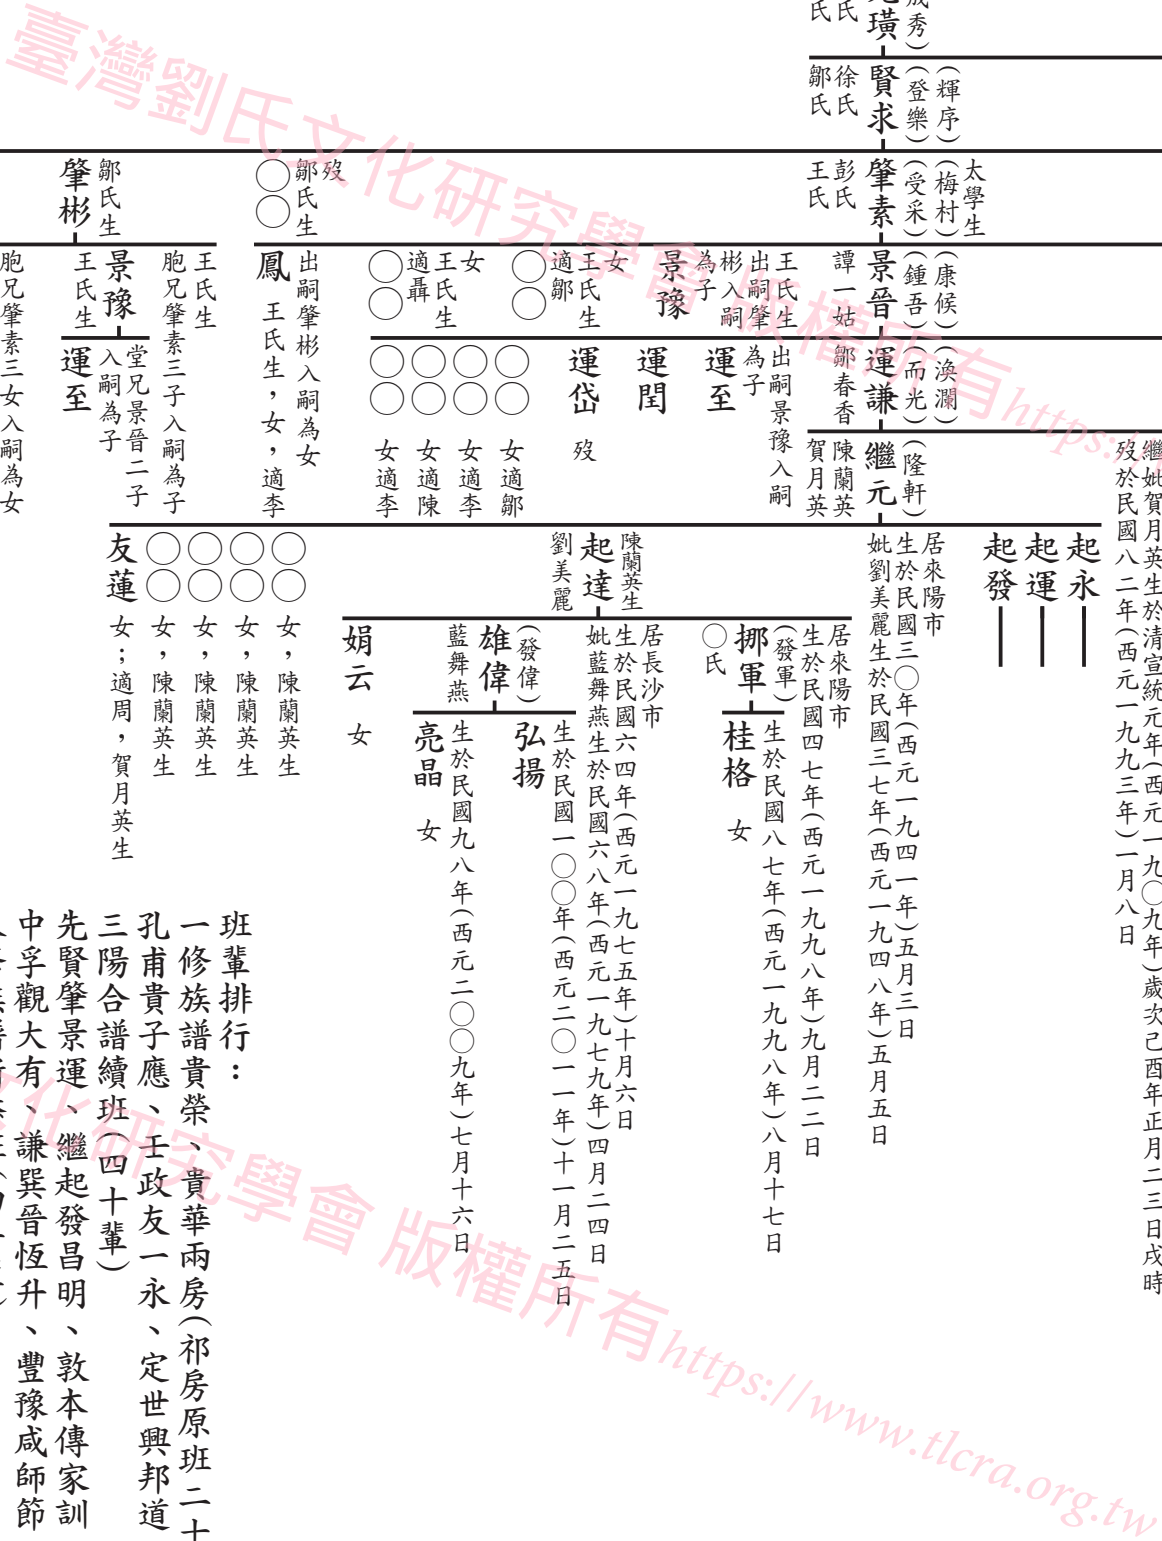 璜
秀)
氏
氏
(輝序)
(登樂)
賢求
徐氏
鄒氏
太學生
(梅村)
(受采)
肇素
彭氏
王氏
歿
鄒氏生
○○
鄒氏生
肇彬
(康候)
(鍾吾)
景晉
譚一姑
王氏生
出嗣肇
彬入嗣
為子
景豫
女
王氏生
適鄒
○○
女
王氏生
適聶
○○
出嗣肇彬入嗣為女
鳳 王氏生,女,適李
王氏生
胞兄肇素三子入嗣為子
景豫
王氏生
胞兄肇素三女入嗣為女
(渙瀾)
(而光)
運謙
鄒春香
出嗣景豫入嗣
為子
運至
運閏
運岱 歿
○○ 女適鄒
○○ 女適李
○○ 女適陳
○○ 女適李
堂兄景晉二子
入嗣為子
運至
(隆軒)
繼元
陳蘭英
賀月英
繼妣賀月英生於清宣統元年(西元一九○九年)歲次己酉年正月二三日戌時
歿於民國八二年(西元一九九三年)一月八日
起永
起運
起發
居來陽市
生於民國三○年(西元一九四一年)五月三日
妣劉美麗生於民國三七年(西元一九四八年)五月五日
陳蘭英生
起達
劉美麗
○○ 女,陳蘭英生
○○ 女,陳蘭英生
○○ 女,陳蘭英生
○○ 女,陳蘭英生
友蓮 女;適周,賀月英生
居來陽市
生於民國四七年(西元一九九八年)九月二二日
(發軍)
挪軍
○氏
居長沙市
生於民國六四年(西元一九七五年)十月六日
妣藍舞燕生於民國六八年(西元一九七九年)四月二四日
(發偉)
雄偉
藍舞燕
娟云 女
生於民國八七年(西元一九九八年)八月十七日
桂格 女
生於民國一○○年(西元二○一一年)十一月二五日
弘揚
生於民國九八年(西元二○○九年)七月十六日
亮晶 女
班輩排行:
一修族譜貴榮、貴華兩房(祁房原班二十
孔甫貴子應、壬政友一永、定世興邦道
三陽合譜續班(四十輩)
先賢肇景運、繼起發昌明、敦本傳家訓
中孚觀大有、謙巽晉恆升、豐豫咸師節
臺灣劉氏文化研究學會 版權所有https://
文化研究學會 版權所有https://www.tlcra.org.tw